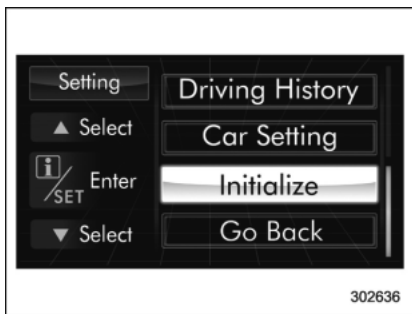 Setting
▲ Select
i/SET Enter
▼ Select
Driving History
Car Setting
Initialize
Go Back
302636